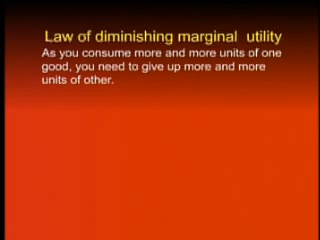 Law of diminishing marginal utility
As you consume more and more units of one
good, you need to give up more and more
units of other.